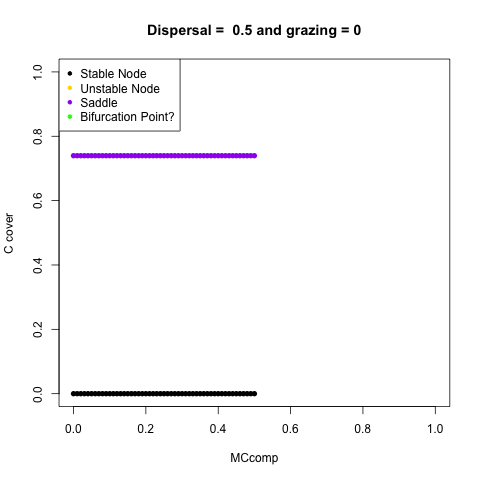 Dispersal = 0.5 and grazing = 0
Stable Node
Unstable Node
Saddle
Bifurcation Point?
C cover
1.0
0.8
0.6
0.4
0.2
0.0
0.0 0.2 0.4 0.6 0.8 1.0
MCcomp